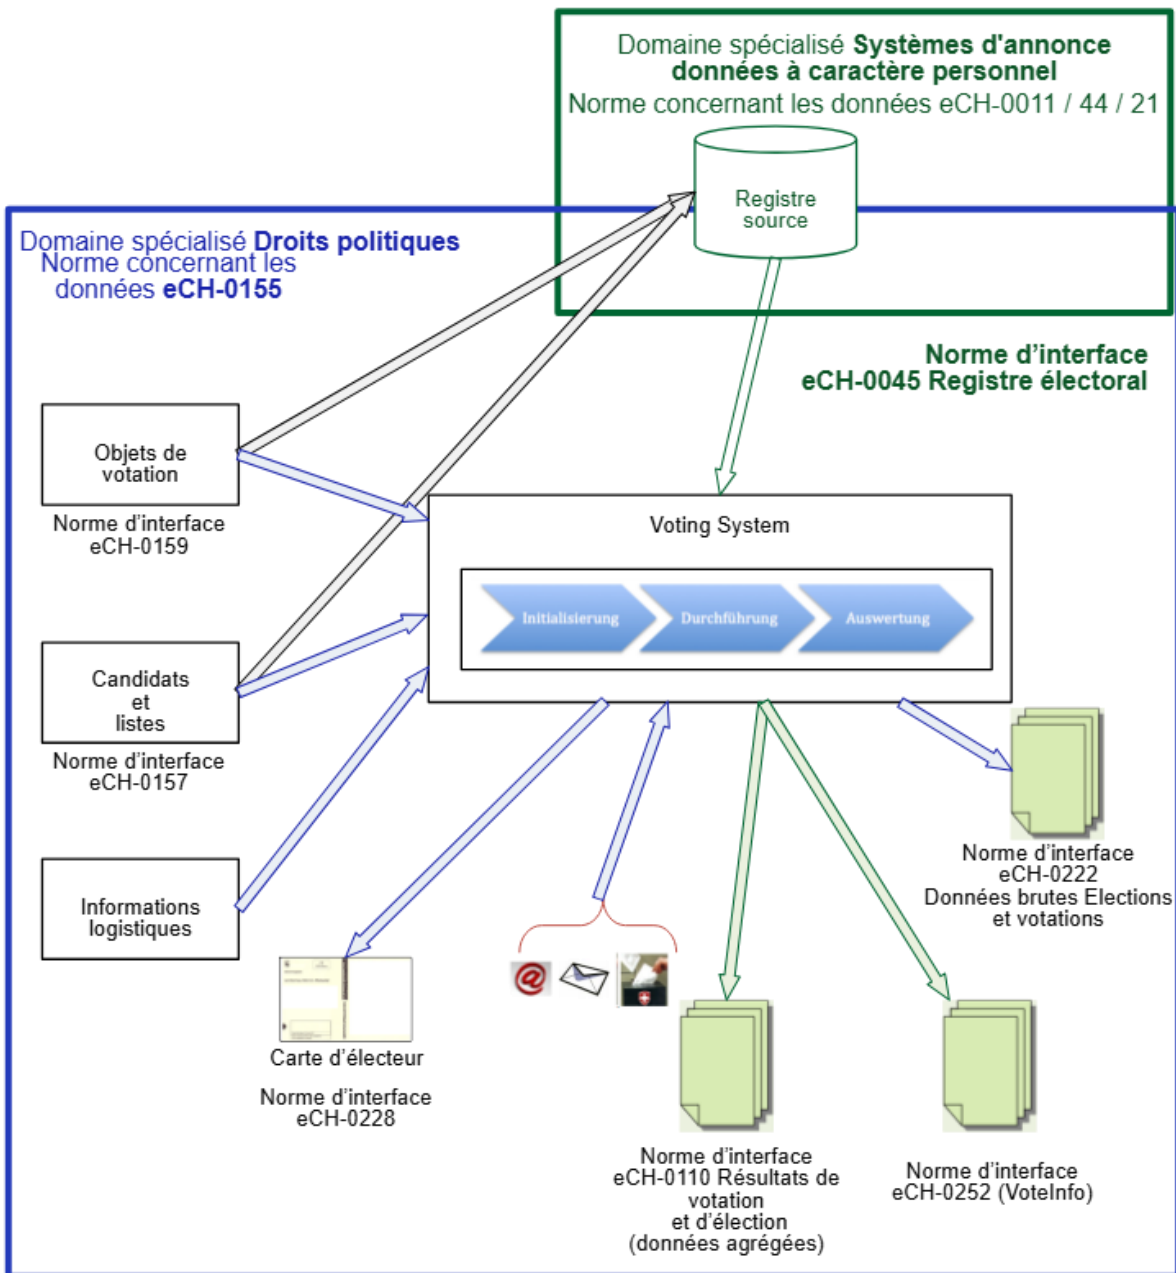 Domaine spécialisé Systèmes d'annonce
données à caractère personnel
Norme concernant les données eCH-0011 / 44 / 21
Registre
source
Domaine spécialisé Droits politiques
Norme concernant les
données eCH-0155
Norme d’interface
eCH-0045 Registre électoral
Objets de
votation
Norme d’interface
eCH-0159
Voting System
Initialisierung
Durchführung
Auswertung
Candidats
et
listes
Norme d’interface
eCH-0157
Informations
logistiques
Norme d’interface
eCH-0222
Données brutes Elections
et votations
@
Carte d’électeur
Norme d’interface
eCH-0228
Norme d’interface
eCH-0110 Résultats de
votation
et d’élection
(données agrégées)
Norme d’interface
eCH-0252 (VoteInfo)